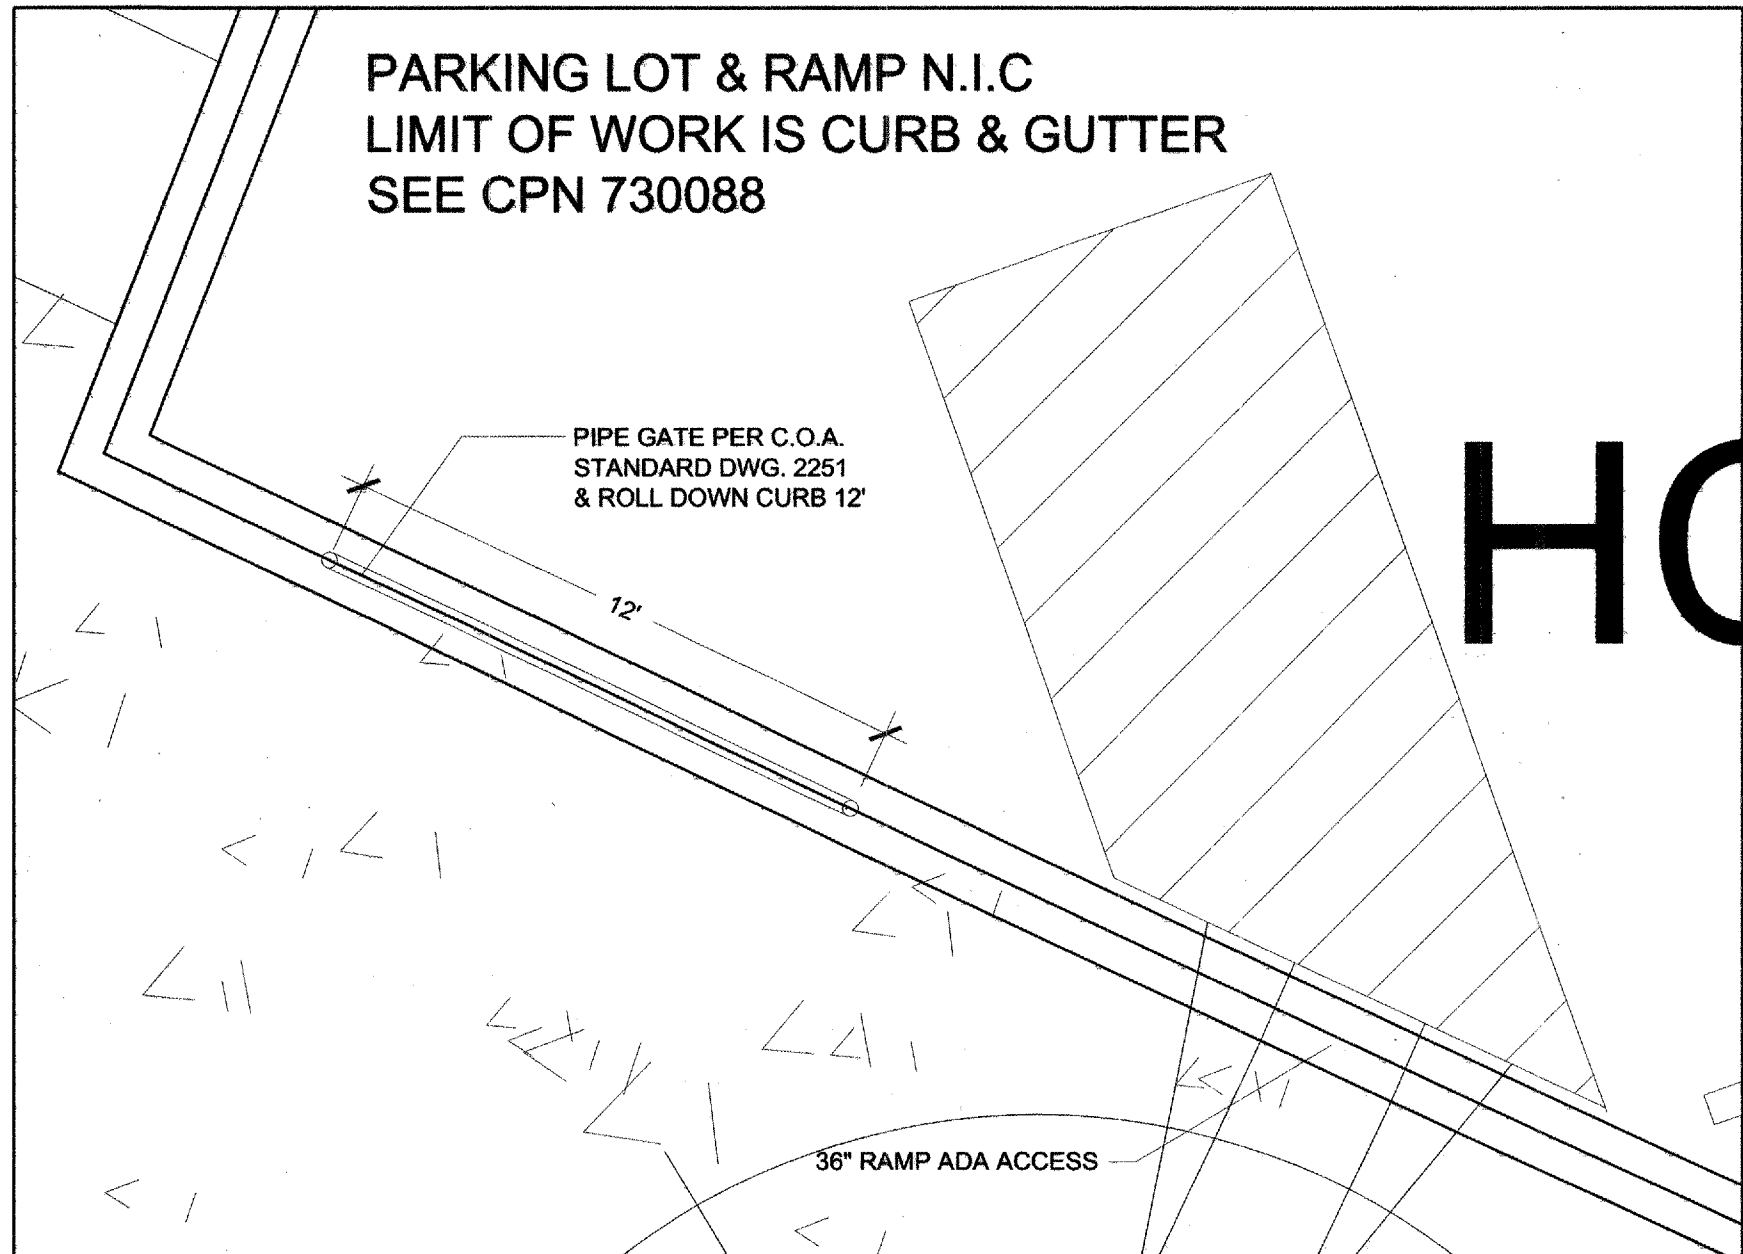 PARKING LOT & RAMP N.I.C
LIMIT OF WORK IS CURB & GUTTER
SEE CPN 730088
PIPE GATE PER C.O.A.
STANDARD DWG. 2251
& ROLL DOWN CURB 12'
12'
36" RAMP ADA ACCESS